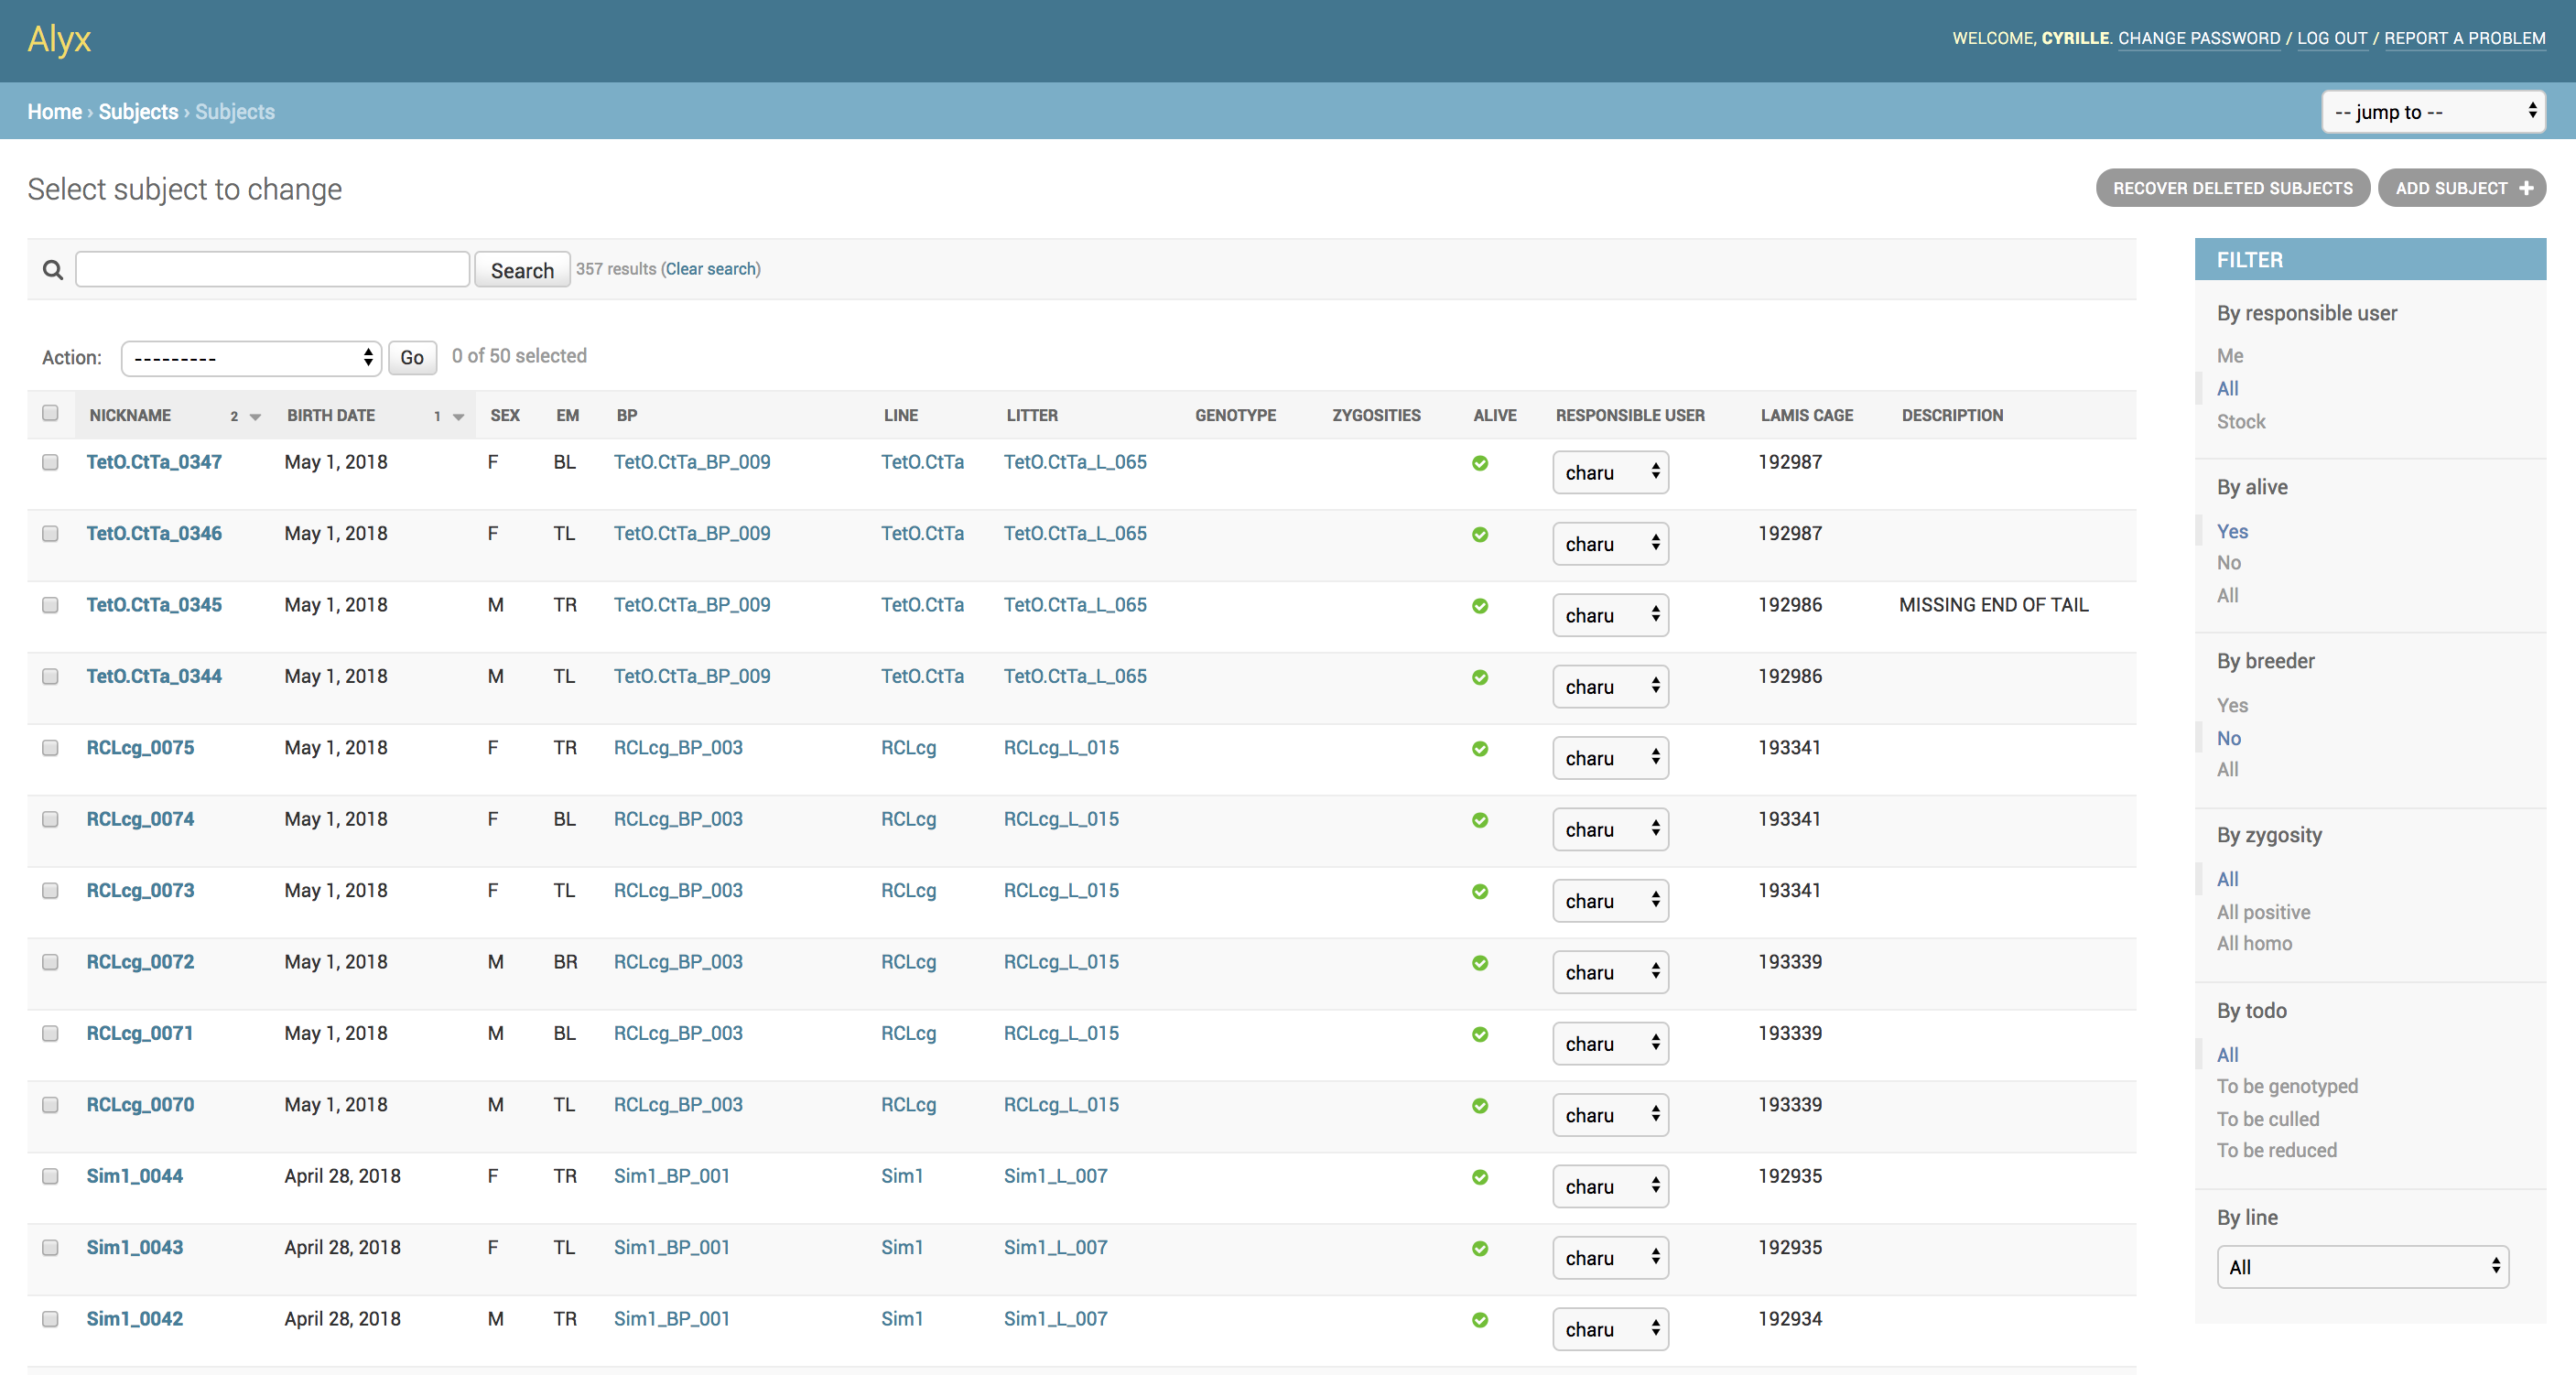 Alyx
WELCOME, CYRILLE. CHANGE PASSWORD / LOG OUT / REPORT A PROBLEM
Home › Subjects › Subjects
-- jump to --
Select subject to change
RECOVER DELETED SUBJECTS
ADD SUBJECT +
Search 357 results (Clear search)
Action: --------- Go 0 of 50 selected
NICKNAME 2 BIRTH DATE 1 SEX EM BP LINE LITTER GENOTYPE ZYGOSITIES ALIVE RESPONSIBLE USER LAMIS CAGE DESCRIPTION
TetO.CtTa_0347 May 1, 2018 F BL TetO.CtTa_BP_009 TetO.CtTa TetO.CtTa_L_065 charu 192987
TetO.CtTa_0346 May 1, 2018 F TL TetO.CtTa_BP_009 TetO.CtTa TetO.CtTa_L_065 charu 192987
TetO.CtTa_0345 May 1, 2018 M TR TetO.CtTa_BP_009 TetO.CtTa TetO.CtTa_L_065 charu 192986 MISSING END OF TAIL
TetO.CtTa_0344 May 1, 2018 M TL TetO.CtTa_BP_009 TetO.CtTa TetO.CtTa_L_065 charu 192986
RCLcg_0075 May 1, 2018 F TR RCLcg_BP_003 RCLcg RCLcg_L_015 charu 193341
RCLcg_0074 May 1, 2018 F BL RCLcg_BP_003 RCLcg RCLcg_L_015 charu 193341
RCLcg_0073 May 1, 2018 F TL RCLcg_BP_003 RCLcg RCLcg_L_015 charu 193341
RCLcg_0072 May 1, 2018 M BR RCLcg_BP_003 RCLcg RCLcg_L_015 charu 193339
RCLcg_0071 May 1, 2018 M BL RCLcg_BP_003 RCLcg RCLcg_L_015 charu 193339
RCLcg_0070 May 1, 2018 M TL RCLcg_BP_003 RCLcg RCLcg_L_015 charu 193339
Sim1_0044 April 28, 2018 F TR Sim1_BP_001 Sim1 Sim1_L_007 charu 192935
Sim1_0043 April 28, 2018 F TL Sim1_BP_001 Sim1 Sim1_L_007 charu 192935
Sim1_0042 April 28, 2018 M TR Sim1_BP_001 Sim1 Sim1_L_007 charu 192934
FILTER
By responsible user
Me
All
Stock
By alive
Yes
No
All
By breeder
Yes
No
All
By zygosity
All
All positive
All homo
By todo
All
To be genotyped
To be culled
To be reduced
By line
All